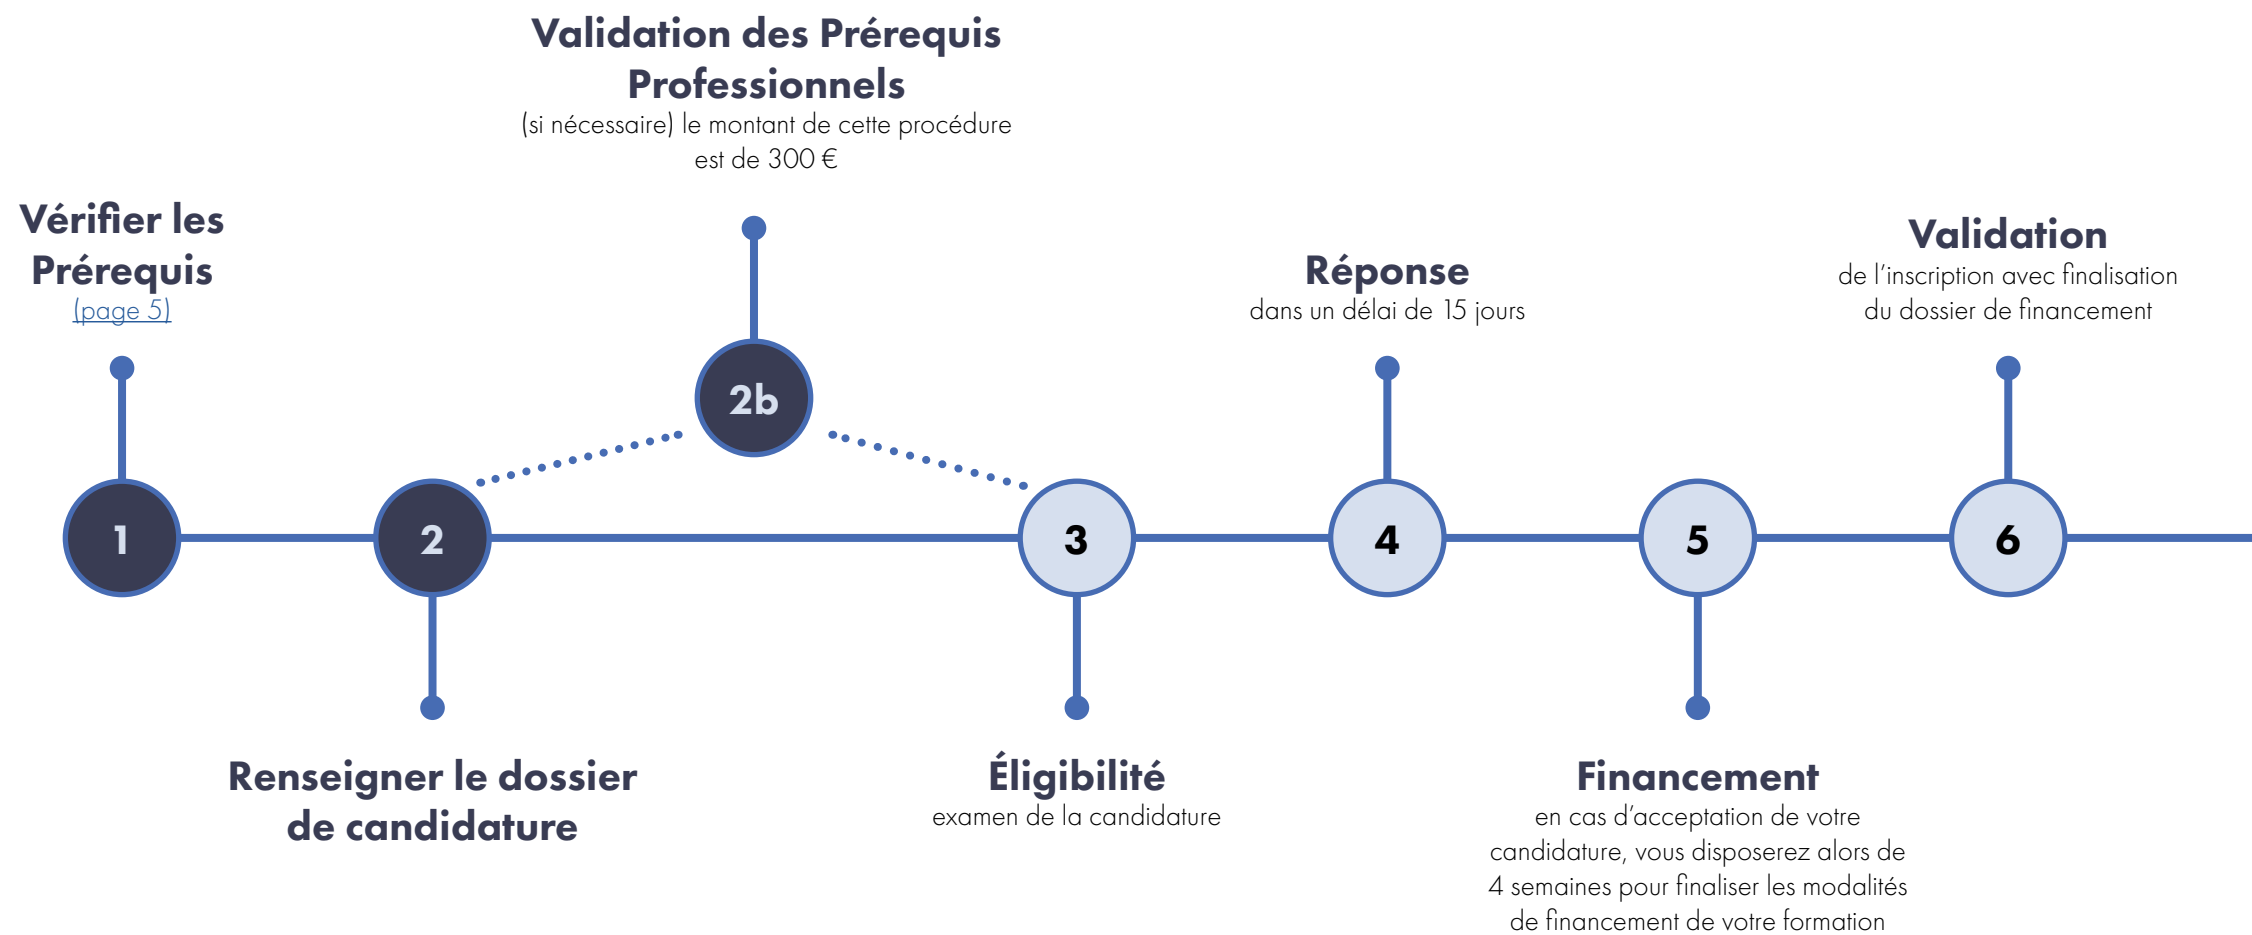 Vérifier les
Prérequis
(page 5)
1
Renseigner le dossier
de candidature
2
Validation des Prérequis
Professionnels
(si nécessaire) le montant de cette procédure
est de 300 €
2b
3
Éligibilité
examen de la candidature
Réponse
dans un délai de 15 jours
4
5
Financement
en cas d’acceptation de votre
candidature, vous disposerez alors de
4 semaines pour finaliser les modalités
de financement de votre formation
Validation
de l’inscription avec finalisation
du dossier de financement
6